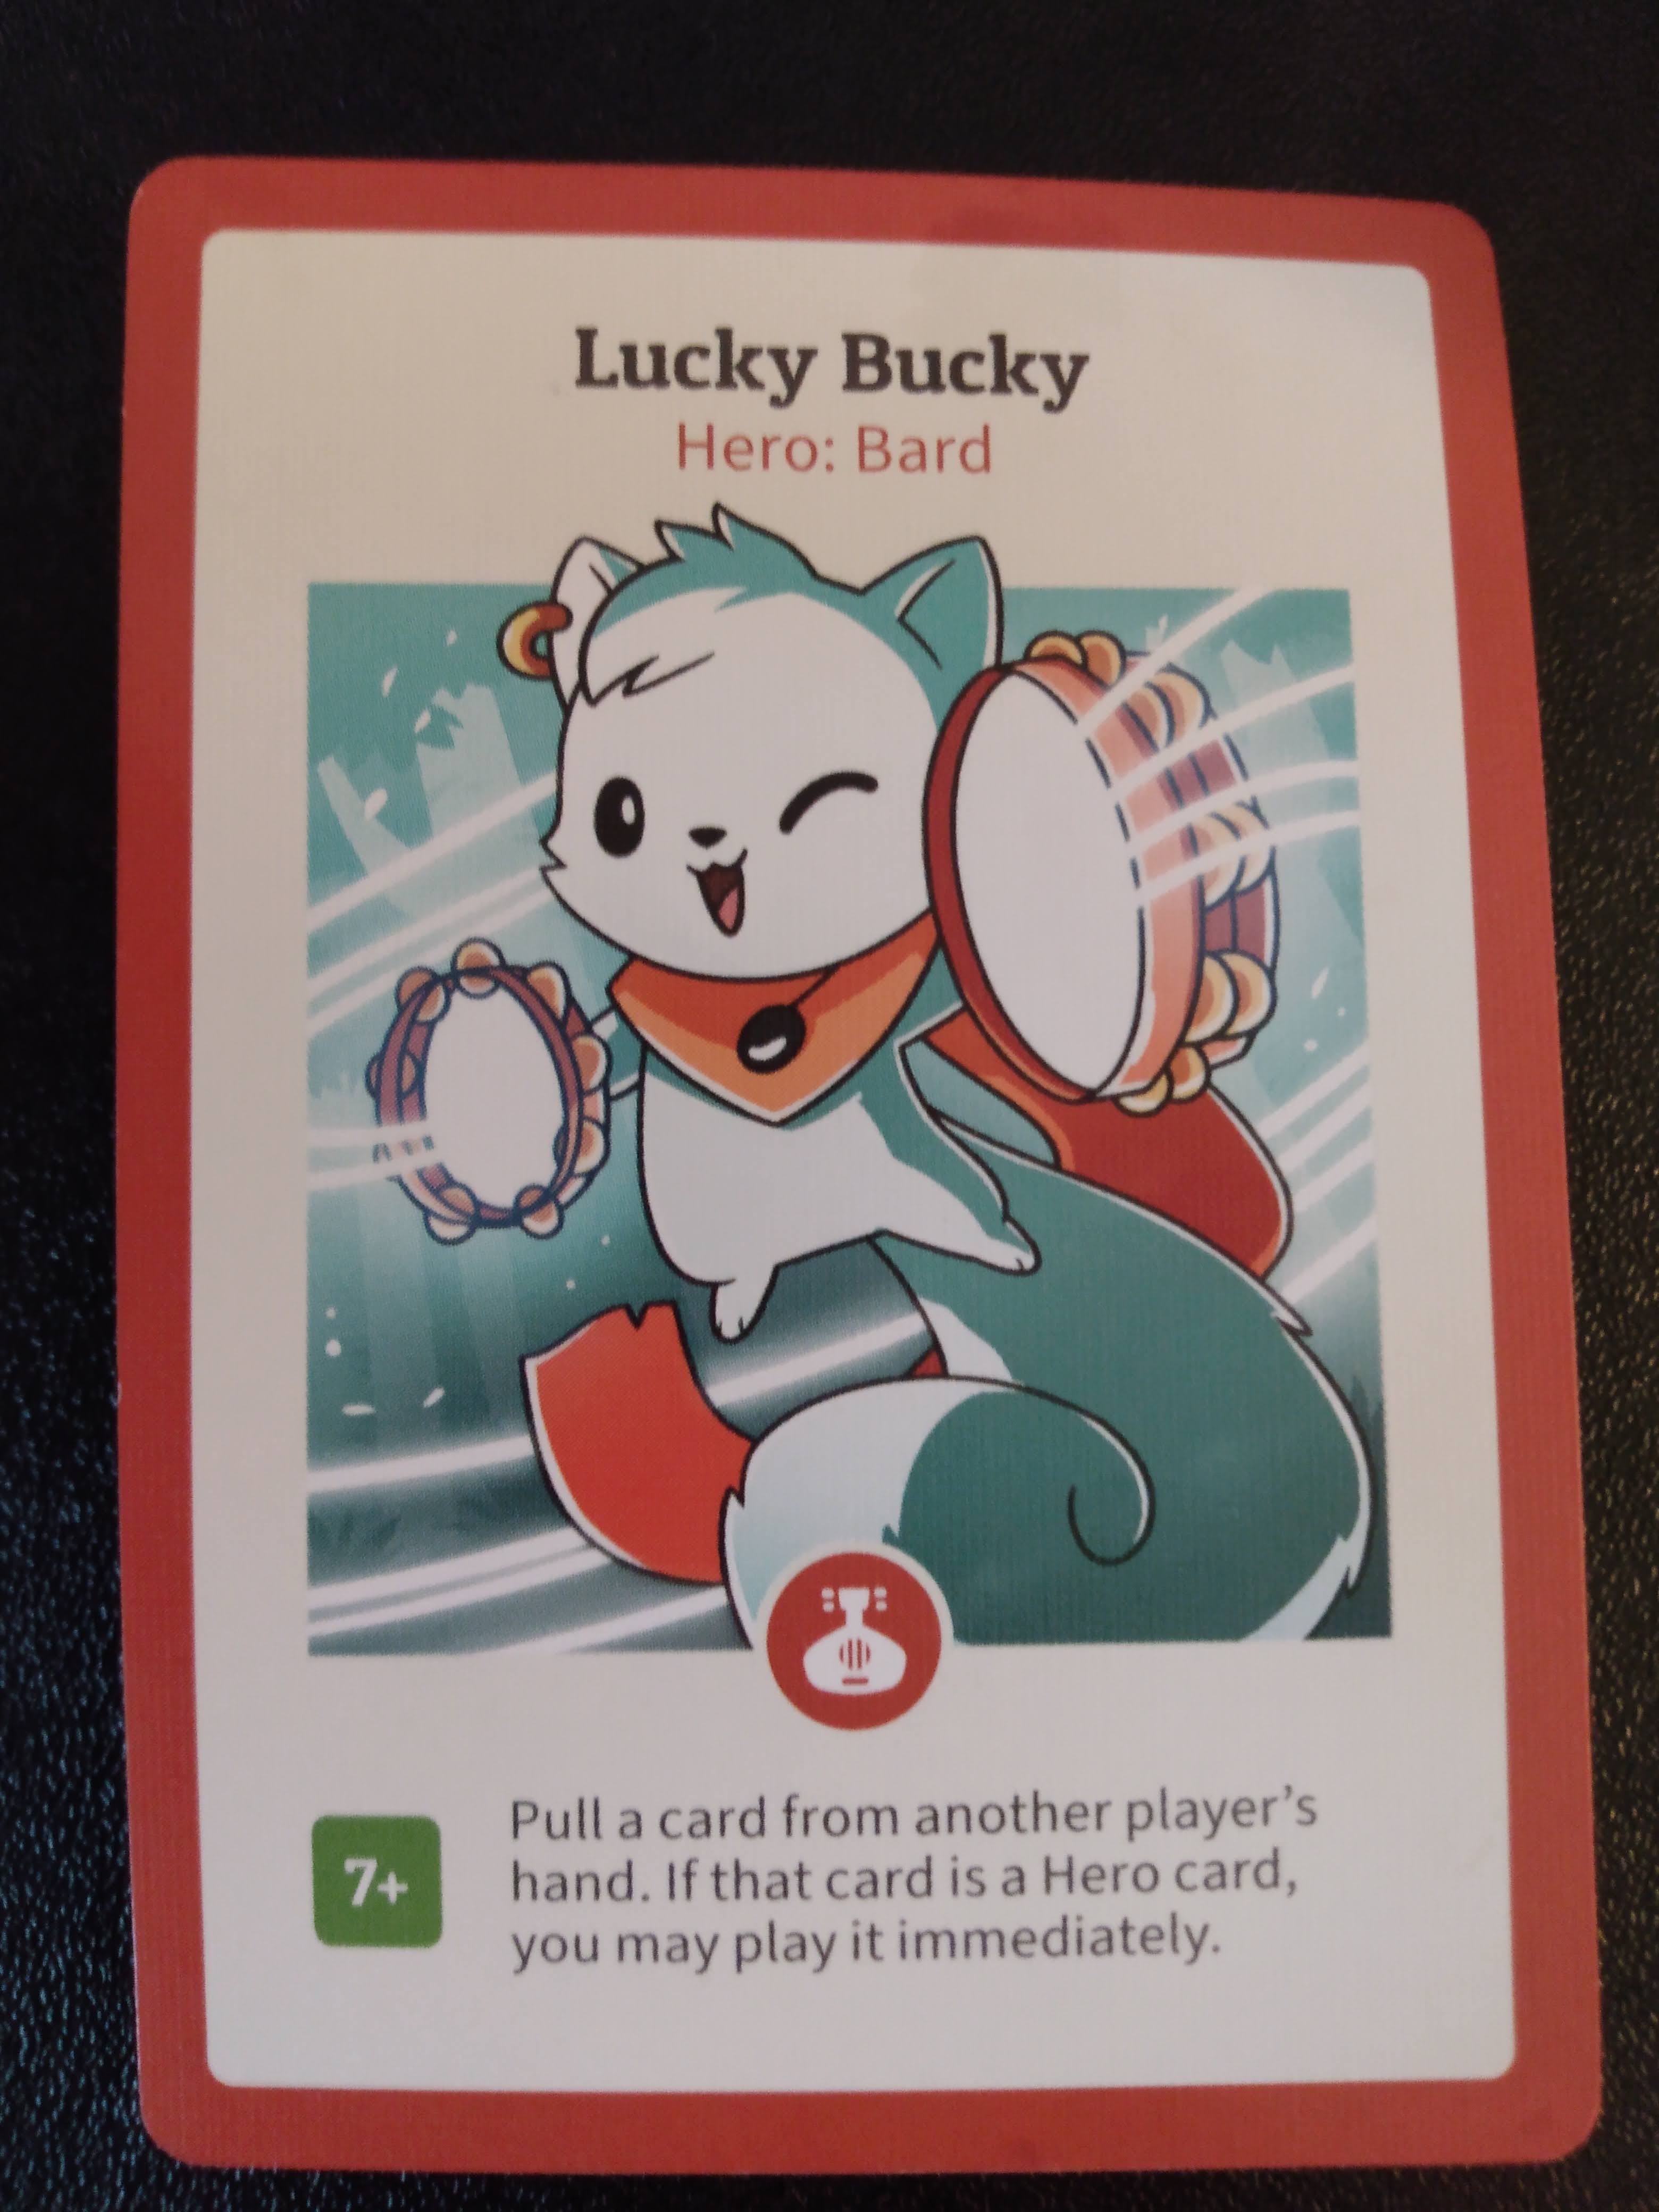 Lucky Bucky
Hero: Bard
7+
Pull a card from another player’s
hand. If that card is a Hero card,
you may play it immediately.